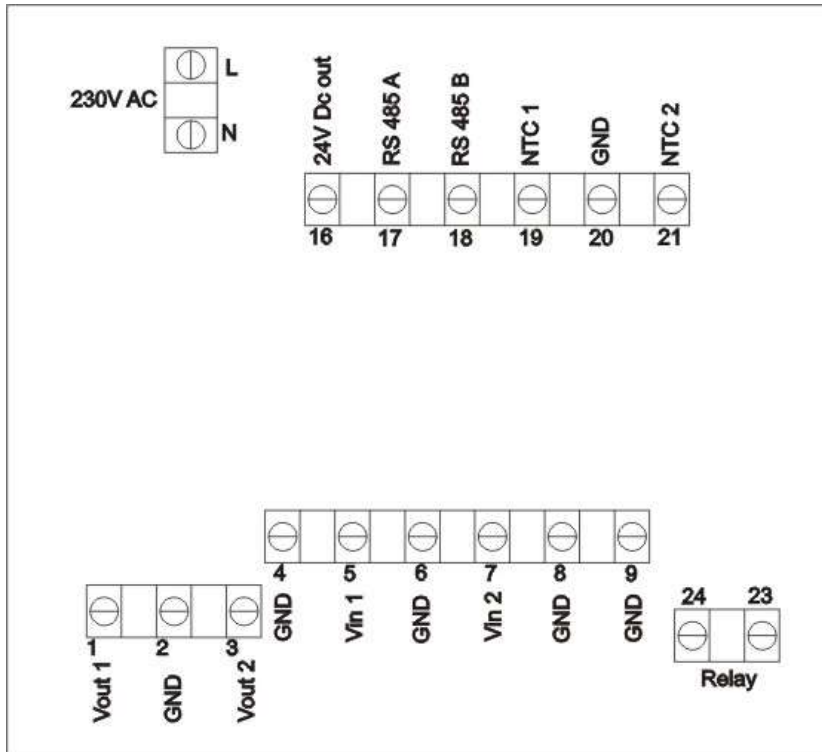 L
230V AC
N
24V Dc out
RS 485 A
RS 485 B
NTC 1
GND
NTC 2
16 17 18 19 20 21
4 5 6 7 8 9
GND
Vin 1
GND
Vin 2
GND
GND
1 2 3
Vout 1
GND
Vout 2
24 23
Relay